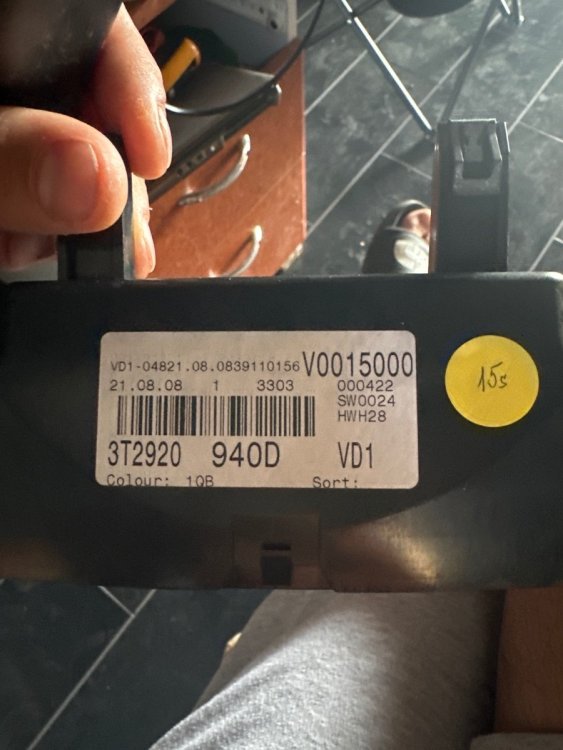 VD1-04821.08.0839110156 V0015000
21.08.08 1 3303 000422
SW0024
HWH28
3T2920 940D VD1
Colour: 1QB Sort:
15s